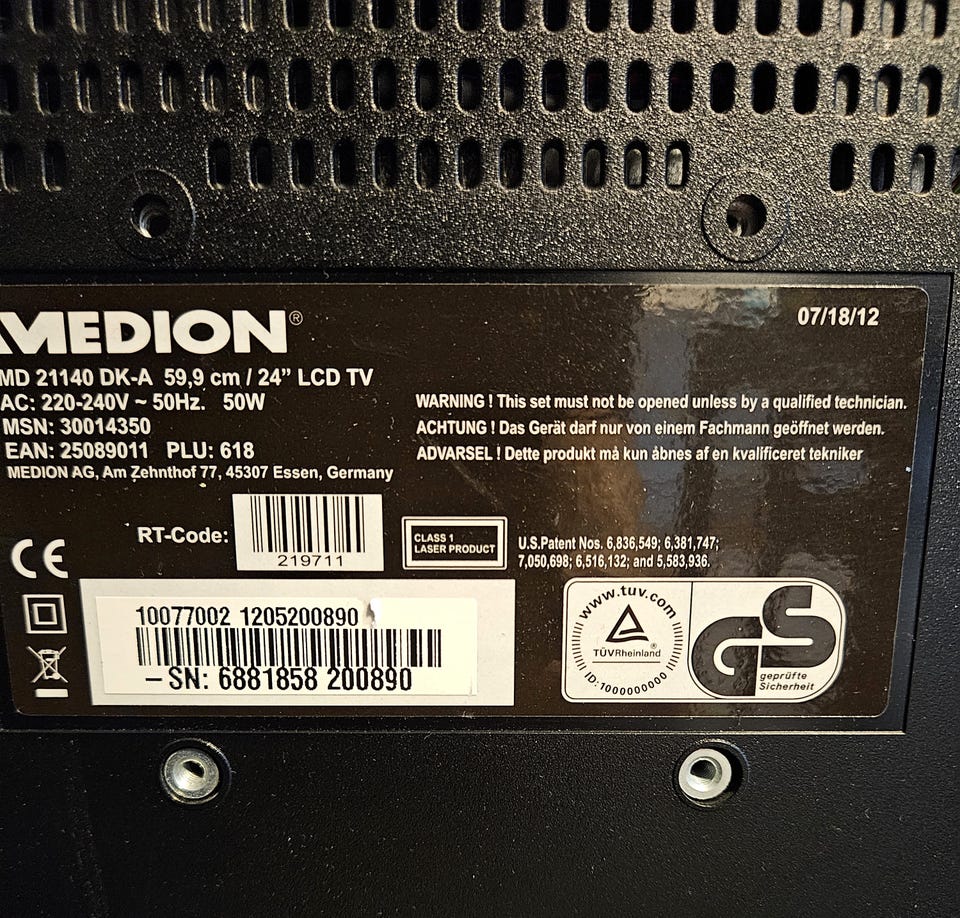 MEDION®
07/18/12
MD 21140 DK-A 59,9 cm / 24” LCD TV
AC: 220-240V ~ 50Hz. 50W
MSN: 30014350
EAN: 25089011 PLU: 618
MEDION AG, Am Zehnthof 77, 45307 Essen, Germany
WARNING ! This set must not be opened unless by a qualified technician.
ACHTUNG ! Das Gerät darf nur von einem Fachmann geöffnet werden.
ADVARSEL ! Dette produkt må kun åbnes af en kvalificeret tekniker
RT-Code:
219711
CLASS 1
LASER PRODUCT
U.S.Patent Nos. 6,836,549; 6,381,747;
7,050,698; 6,516,132; and 5,583,936.
CE
10077002 1205200890
– SN: 6881858 200890
www.tuv.com
TÜVRheinland®
ID:1000000000
GS
geprüfte
Sicherheit